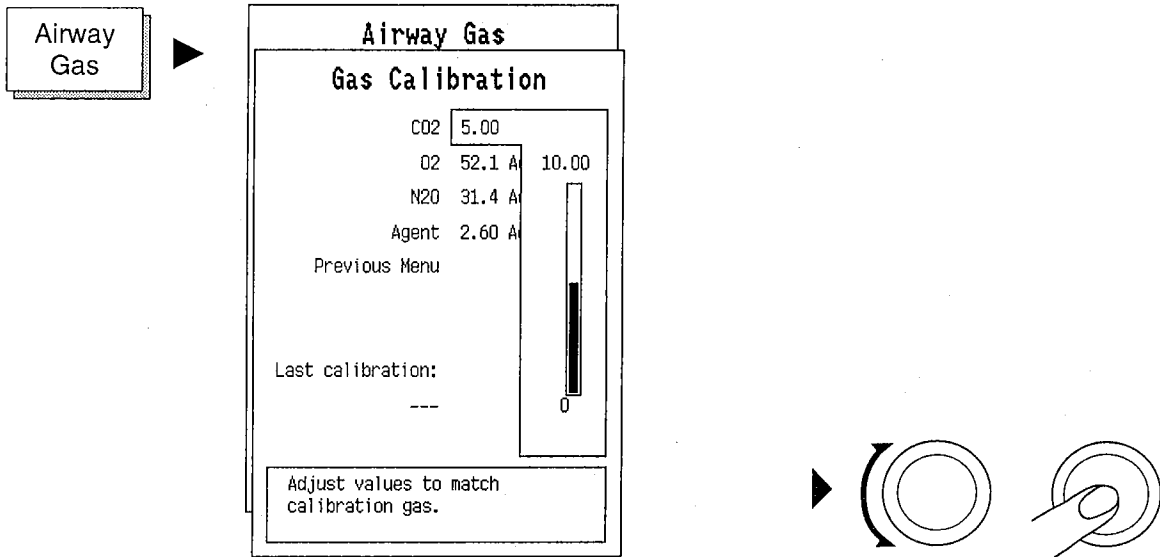 Airway
Gas
Airway Gas
Gas Calibration
CO2 5.00
O2 52.1 10.00
N2O 31.4
Agent 2.60
Previous Menu
Last calibration:
---
0
Adjust values to match
calibration gas.